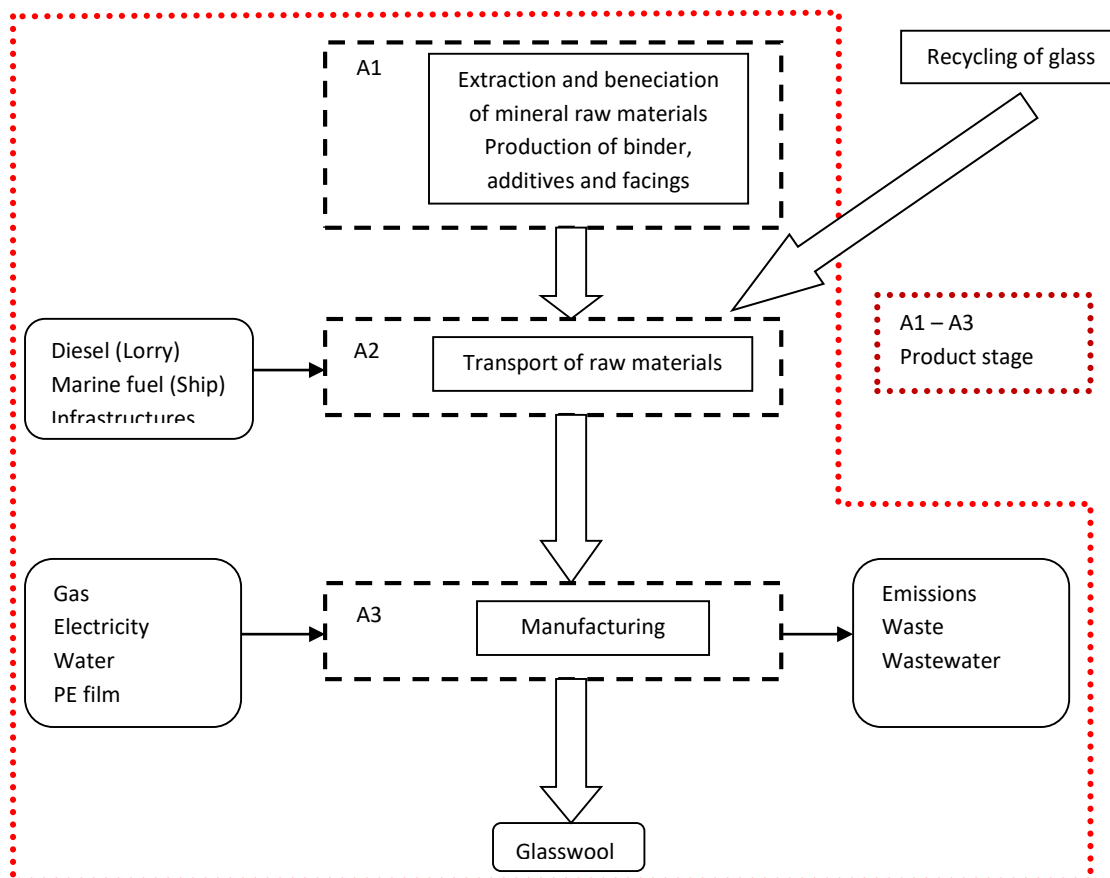 A1
Extraction and beneciation
of mineral raw materials
Production of binder,
additives and facings
Recycling of glass
A1 – A3
Product stage
Diesel (Lorry)
Marine fuel (Ship)
Infrastructures
A2
Transport of raw materials
Gas
Electricity
Water
PE film
A3
Manufacturing
Emissions
Waste
Wastewater
Glasswool